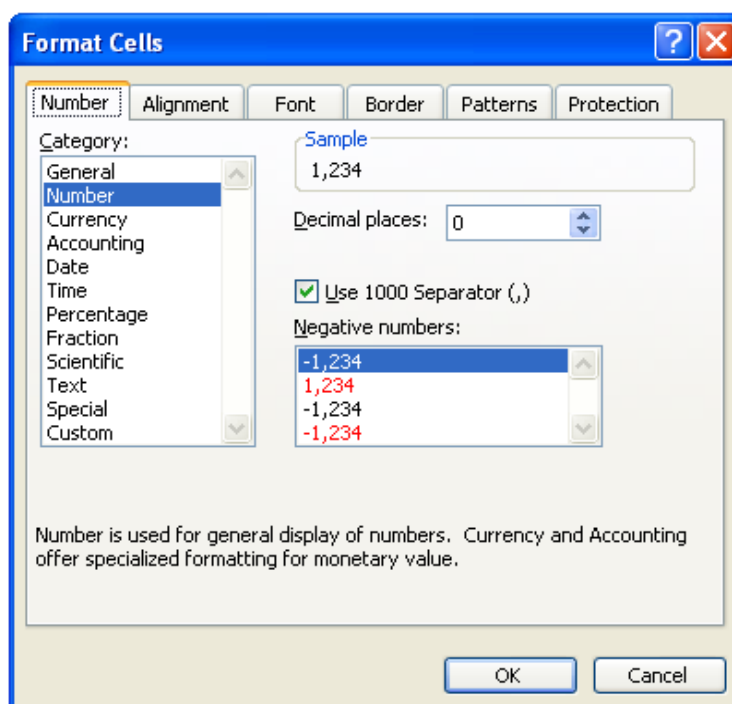 Format Cells
Number Alignment Font Border Patterns Protection
Category:
General
Number
Currency
Accounting
Date
Time
Percentage
Fraction
Scientific
Text
Special
Custom
Sample
1,234
Decimal places: 0
Use 1000 Separator (,)
Negative numbers:
-1,234
1,234
-1,234
-1,234
Number is used for general display of numbers. Currency and Accounting
offer specialized formatting for monetary value.
OK Cancel